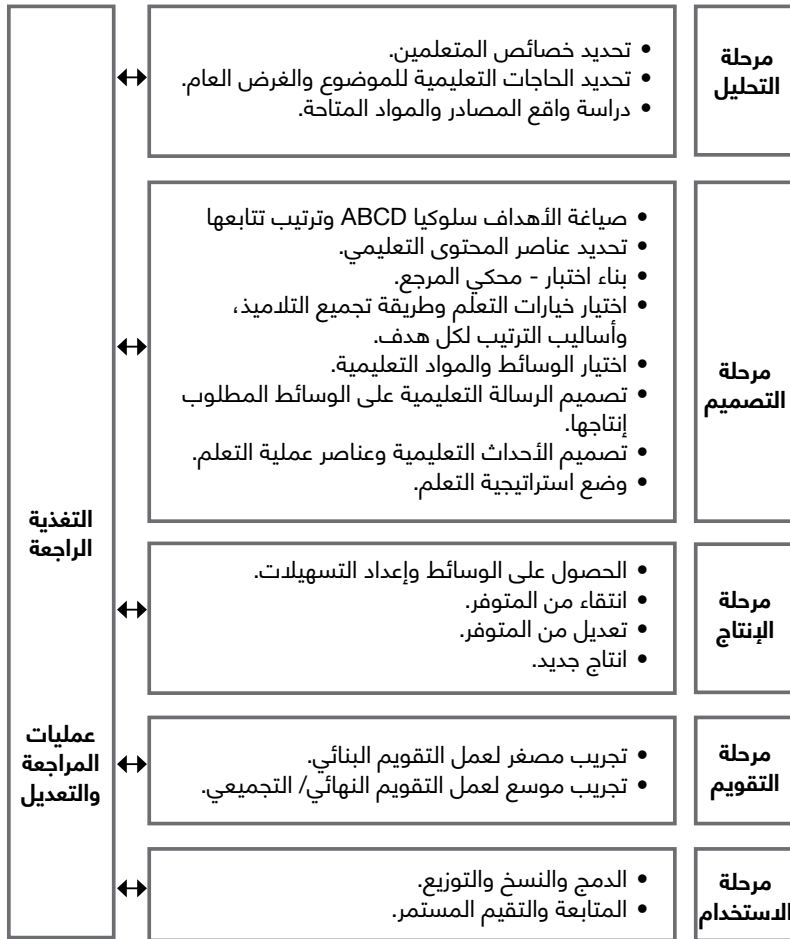 مرحلة
التحليل
• تحديد خصائص المتعلمين.
• تحديد الحاجات التعليمية للموضوع والغرض العام.
• دراسة واقع المصادر والمواد المتاحة.
مرحلة
التصميم
• صياغة الأهداف سلوكيا ABCD وترتيب تتابعها
• تحديد عناصر المحتوى التعليمي.
• بناء اختبار - محكي المرجع.
• اختيار خيارات التعلم وطريقة تجميع التلاميذ،
وأساليب الترتيب لكل هدف.
• اختيار الوسائط والمواد التعليمية.
• تصميم الرسالة التعليمية على الوسائط المطلوب
إنتاجها.
• تصميم الأحداث التعليمية وعناصر عملية التعلم.
• وضع استراتيجية التعلم.
مرحلة
الإنتاج
• الحصول على الوسائط وإعداد التسهيلات.
• انتقاء من المتوفر.
• تعديل من المتوفر.
• انتاج جديد.
مرحلة
التقويم
• تجريب مصغر لعمل التقويم البنائي.
• تجريب موسع لعمل التقويم النهائي/ التجميعي.
مرحلة
الاستخدام
• الدمج والنسخ والتوزيع.
• المتابعة والتقيم المستمر.
التغذية
الراجعة
عمليات
المراجعة
والتعديل